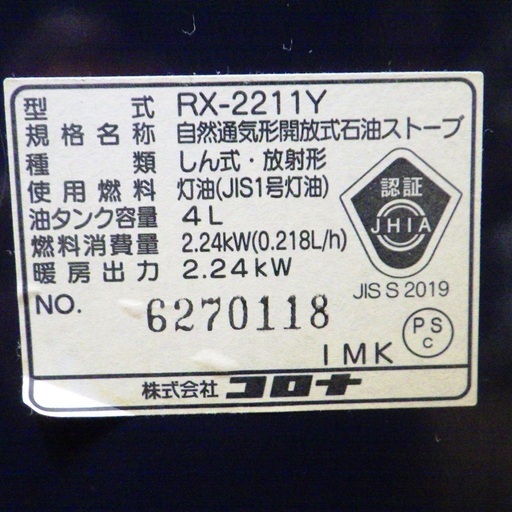 型式 RX-2211Y
規格名称 自然通気形開放式石油ストーブ
種類 しん式・放射形
使用燃料 灯油(JIS1号灯油)
油タンク容量 4L
燃料消費量 2.24kW(0.218L/h)
暖房出力 2.24kW
認証
JHIA
JIS S 2019
NO. 6270118
PS
C
IMK
株式会社 コロナ